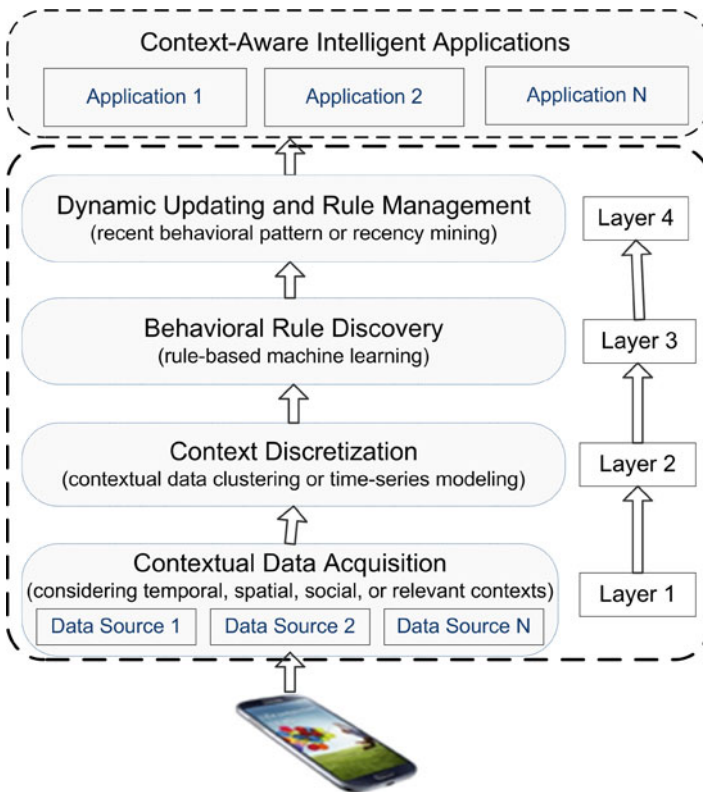 Context-Aware Intelligent Applications
Application 1
Application 2
Application N
Dynamic Updating and Rule Management
(recent behavioral pattern or recency mining)
Layer 4
Behavioral Rule Discovery
(rule-based machine learning)
Layer 3
Context Discretization
(contextual data clustering or time-series modeling)
Layer 2
Contextual Data Acquisition
(considering temporal, spatial, social, or relevant contexts)
Layer 1
Data Source 1
Data Source 2
Data Source N